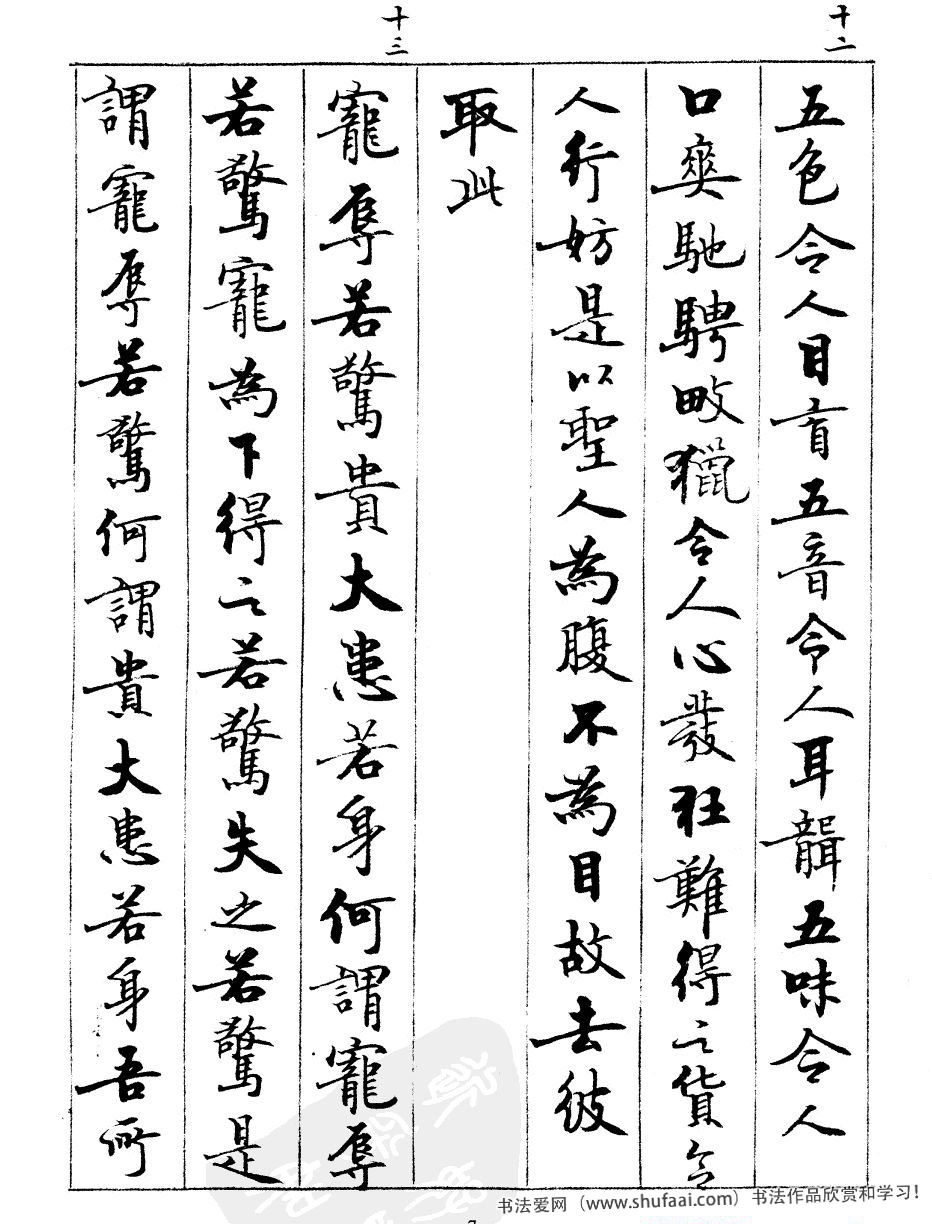 十二
五色令人目盲五音令人耳聾五味令人
口爽馳騁畋獵令人心發狂難得之貨令
人行妨是以聖人為腹不為目故去彼
取此
十三
寵辱若驚貴大患若身何謂寵辱
若驚寵為下得之若驚失之若驚是
謂寵辱若驚何謂貴大患若身吾所
书法爱网（www.shufaai.com）书法作品欣赏和学习！